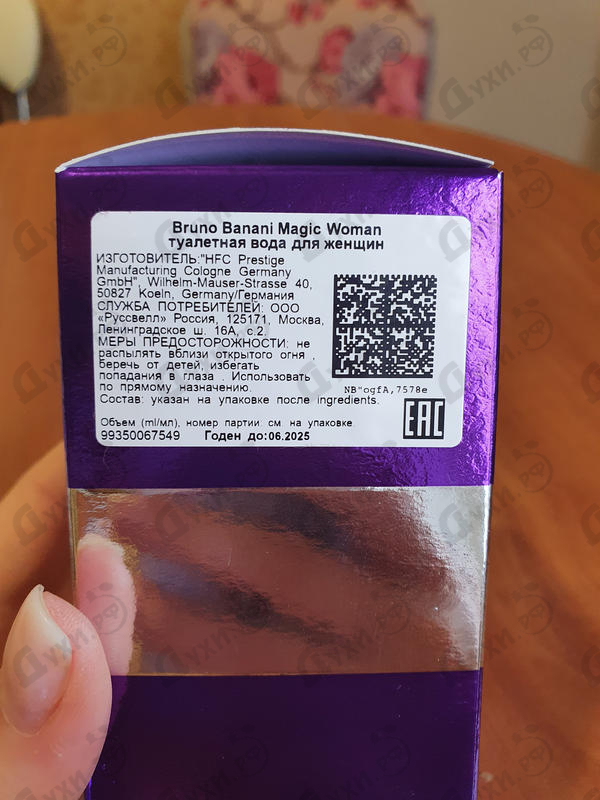 Bruno Banani Magic Woman
туалетная вода для женщин
ИЗГОТОВИТЕЛЬ:"HFC Prestige
Manufacturing Cologne Germany
GmbH", Wilhelm-Mauser-Strasse 40,
50827 Koeln, Germany/Германия
СЛУЖБА ПОТРЕБИТЕЛЕЙ: ООО
«Руссвелл» Россия, 125171, Москва,
Ленинградское ш. 16А, с.2.
МЕРЫ ПРЕДОСТОРОЖНОСТИ: не
распылять вблизи открытого огня ,
беречь от детей, избегать
попадания в глаза . Использовать
по прямому назначению.
NB"ogfA,7578e
Состав: указан на упаковке после ingredients.
EAC
Объем (ml/мл), номер партии: см. на упаковке
99350067549 Годен до:06.2025
Духи.рф